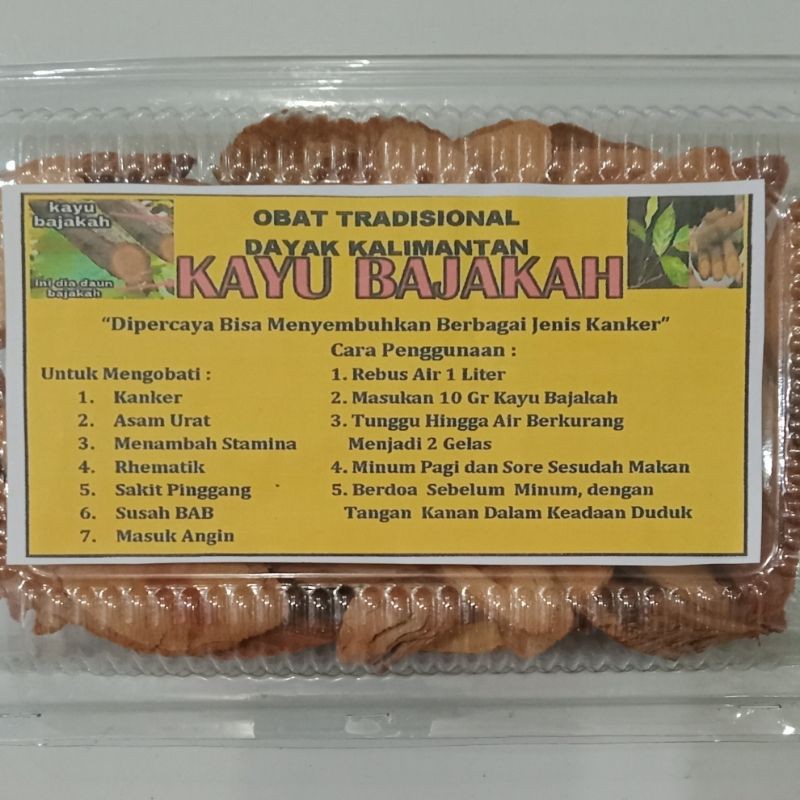 kayu
bajakah
ini dia daun
bajakah
OBAT TRADISIONAL
DAYAK KALIMANTAN
KAYU BAJAKAH
“Dipercaya Bisa Menyembuhkan Berbagai Jenis Kanker”
Untuk Mengobati :
1. Kanker
2. Asam Urat
3. Menambah Stamina
4. Rhematik
5. Sakit Pinggang
6. Susah BAB
7. Masuk Angin
Cara Penggunaan :
1. Rebus Air 1 Liter
2. Masukan 10 Gr Kayu Bajakah
3. Tunggu Hingga Air Berkurang
Menjadi 2 Gelas
4. Minum Pagi dan Sore Sesudah Makan
5. Berdoa Sebelum Minum, dengan
Tangan Kanan Dalam Keadaan Duduk